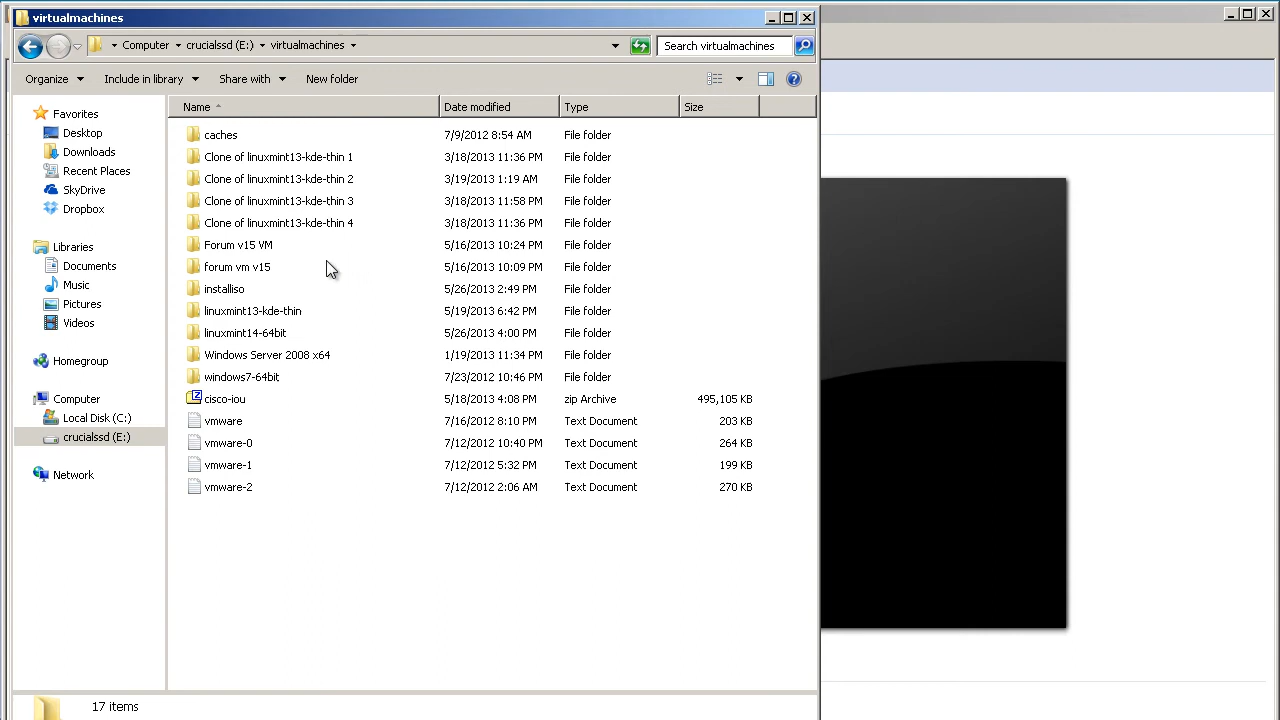 virtualmachines
Computer crucialssd (E:) virtualmachines Search virtualmachines
Organize Include in library Share with New folder
Favorites
Desktop
Downloads
Recent Places
SkyDrive
Dropbox
Libraries
Documents
Music
Pictures
Videos
Homegroup
Computer
Local Disk (C:)
crucialssd (E:)
Network
Name Date modified Type Size
caches 7/9/2012 8:54 AM File folder
Clone of linuxmint13-kde-thin 1 3/18/2013 11:36 PM File folder
Clone of linuxmint13-kde-thin 2 3/19/2013 1:19 AM File folder
Clone of linuxmint13-kde-thin 3 3/18/2013 11:58 PM File folder
Clone of linuxmint13-kde-thin 4 3/18/2013 11:36 PM File folder
Forum v15 VM 5/16/2013 10:24 PM File folder
forum vm v15 5/16/2013 10:09 PM File folder
installiso 5/26/2013 2:49 PM File folder
linuxmint13-kde-thin 5/19/2013 6:42 PM File folder
linuxmint14-64bit 5/26/2013 4:00 PM File folder
Windows Server 2008 x64 1/19/2013 11:34 PM File folder
windows7-64bit 7/23/2012 10:46 PM File folder
cisco-iou 5/18/2013 4:08 PM zip Archive 495,105 KB
vmware 7/16/2012 8:10 PM Text Document 203 KB
vmware-0 7/12/2012 10:40 PM Text Document 264 KB
vmware-1 7/12/2012 5:32 PM Text Document 199 KB
vmware-2 7/12/2012 2:06 AM Text Document 270 KB
17 items